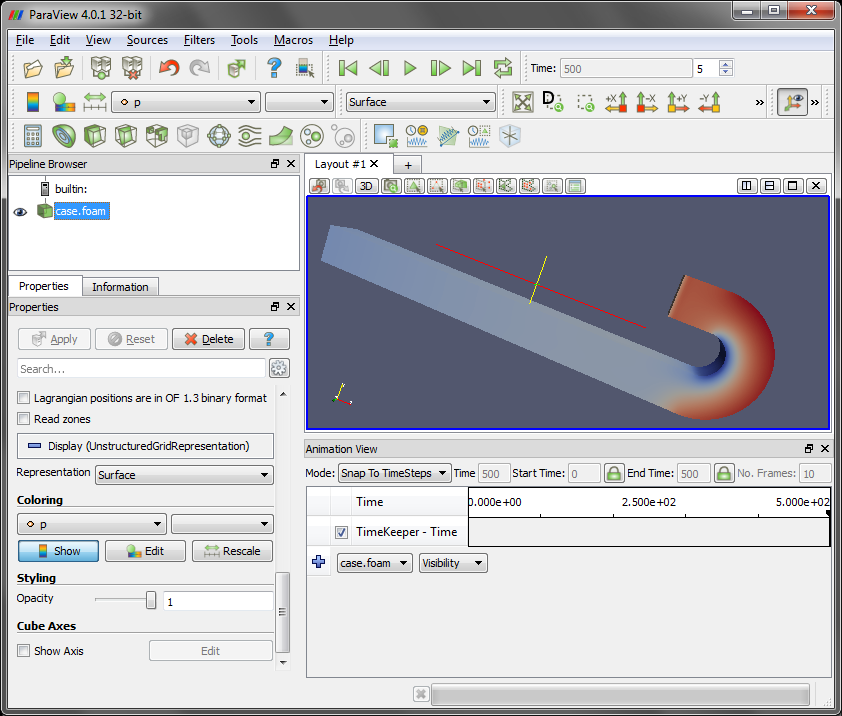 ParaView 4.0.1 32-bit
File Edit View Sources Filters Tools Macros Help
Time: 500 5
p Surface +X -X +Y -Y » »
Pipeline Browser
Layout #1 +
builtin:
3D
case.foam
Properties Information
Properties
Apply Reset Delete ?
Search...
Lagrangian positions are in OF 1.3 binary format
Read zones
Display (UnstructuredGridRepresentation)
Representation Surface
Coloring
p
Show Edit Rescale
Styling
Opacity 1
Cube Axes
Show Axis Edit
Animation View
Mode: Snap To TimeSteps Time 500 Start Time: 0 End Time: 500 No. Frames: 10
Time 0.000e+00 2.500e+02 5.000e+02
TimeKeeper - Time
case.foam Visibility